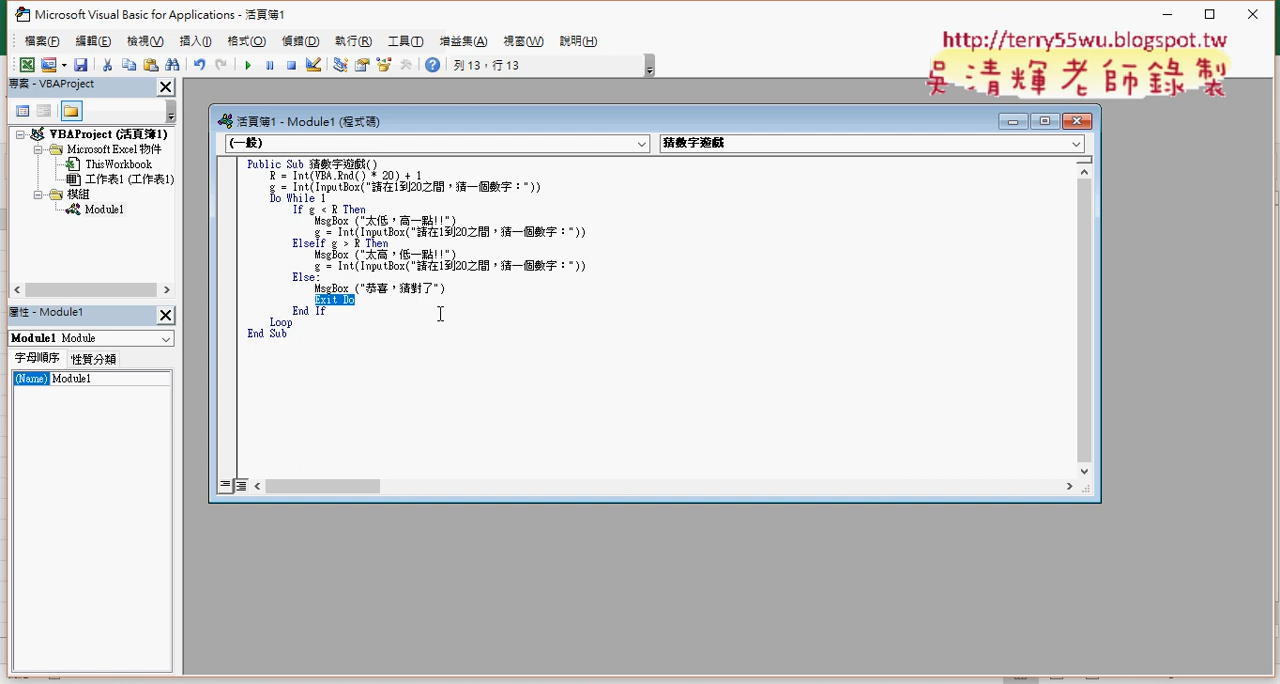 Microsoft Visual Basic for Applications - 活頁簿1
檔案(F) 編輯(E) 檢視(V) 插入(I) 格式(O) 偵錯(D) 執行(R) 工具(T) 增益集(A) 視窗(W) 說明(H)
http://terry55wu.blogspot.tw
吳清輝老師錄製
列 13，行 13
專案 - VBAProject
VBAProject (活頁簿1)
Microsoft Excel 物件
ThisWorkbook
工作表1 (工作表1)
模組
Module1
屬性 - Module1
Module1 Module
字母順序 性質分類
(Name) Module1
活頁簿1 - Module1 (程式碼)
(一般) 猜數字遊戲
Public Sub 猜數字遊戲()
R = Int(VBA.Rnd() * 20) + 1
g = Int(InputBox("請在1到20之間，猜一個數字："))
Do While 1
If g < R Then
MsgBox ("太低，高一點!!")
g = Int(InputBox("請在1到20之間，猜一個數字："))
ElseIf g > R Then
MsgBox ("太高，低一點!!")
g = Int(InputBox("請在1到20之間，猜一個數字："))
Else:
MsgBox ("恭喜，猜對了")
Exit Do
End If
Loop
End Sub